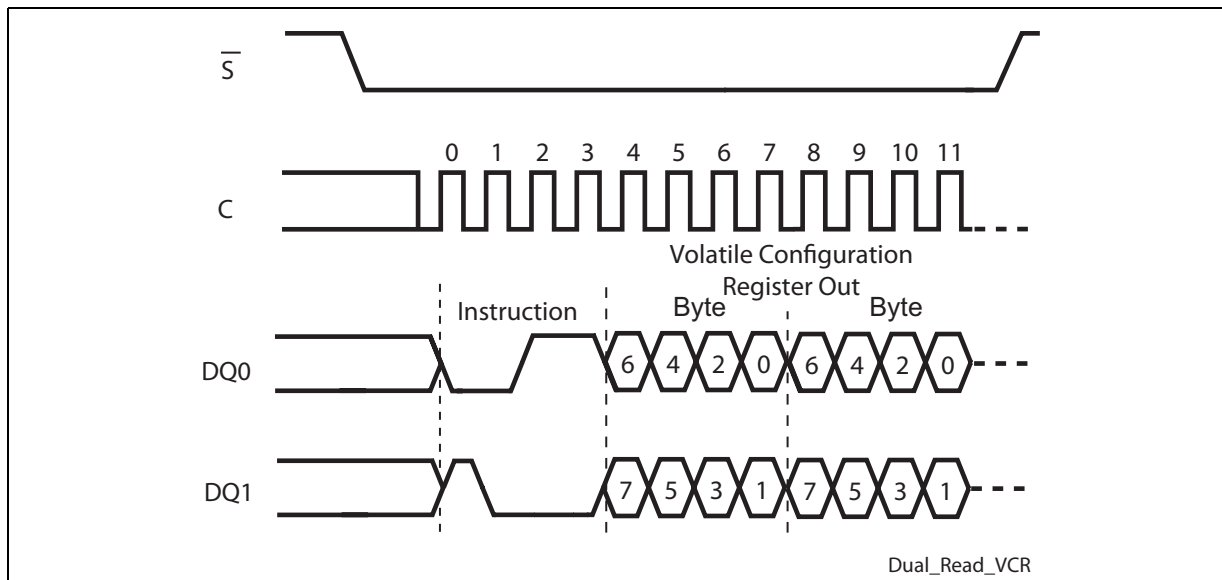 S
0 1 2 3 4 5 6 7 8 9 10 11
C
Volatile Configuration
Register Out
Instruction Byte Byte
DQ0 6 4 2 0 6 4 2 0
DQ1 7 5 3 1 7 5 3 1
Dual_Read_VCR